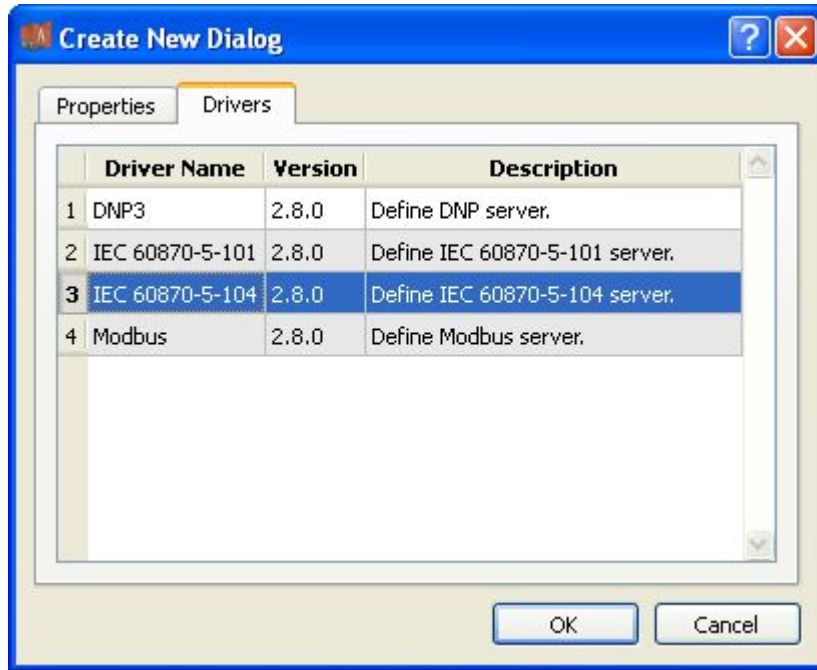 Create New Dialog
Properties Drivers
Driver Name Version Description
1 DNP3 2.8.0 Define DNP server.
2 IEC 60870-5-101 2.8.0 Define IEC 60870-5-101 server.
3 IEC 60870-5-104 2.8.0 Define IEC 60870-5-104 server.
4 Modbus 2.8.0 Define Modbus server.
OK Cancel